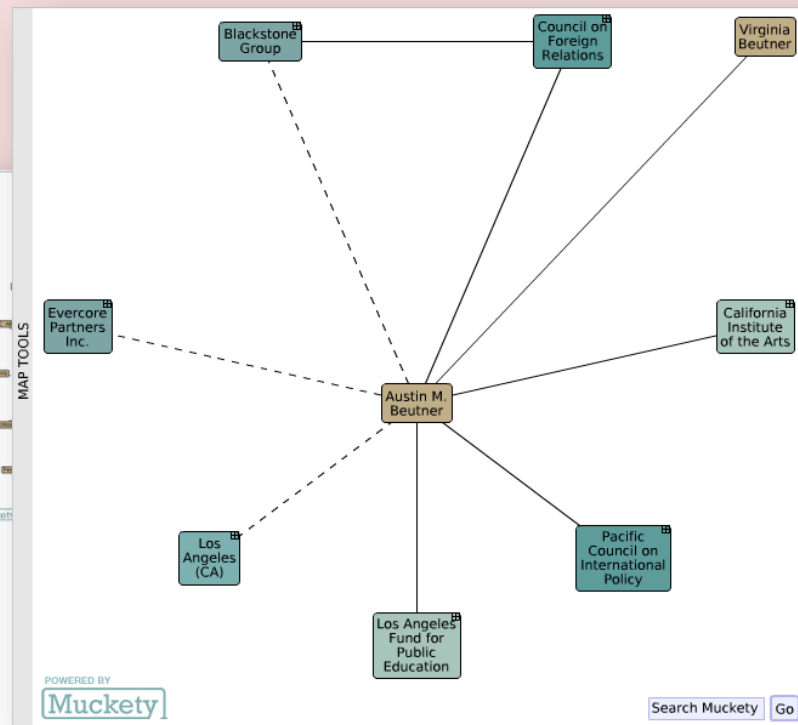 Blackstone
Group
Council on
Foreign
Relations
Virginia
Beutner
Evercore
Partners
Inc.
California
Institute
of the Arts
MAP TOOLS
Austin M.
Beutner
Los
Angeles
(CA)
Pacific
Council on
International
Policy
Los Angeles
Fund for
Public
Education
POWERED BY
Muckety
Search Muckety
Go